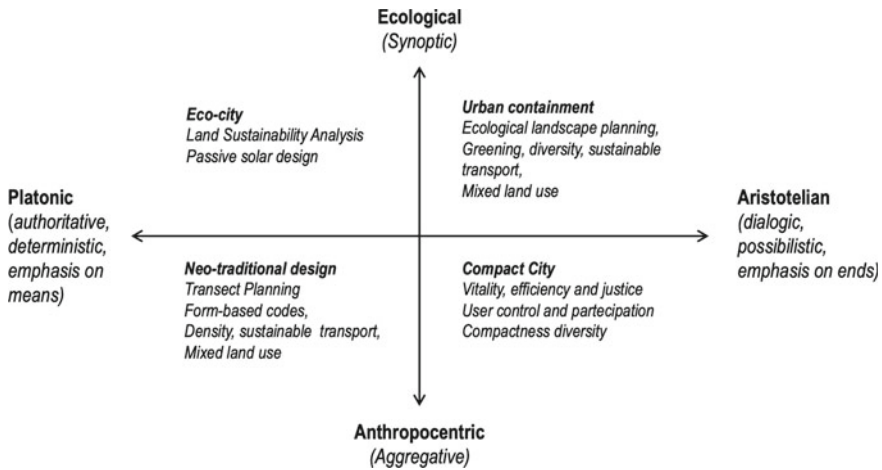 Ecological
(Synoptic)
Eco-city
Land Sustainability Analysis
Passive solar design
Urban containment
Ecological landscape planning,
Greening, diversity, sustainable
transport,
Mixed land use
Platonic
(authoritative,
deterministic,
emphasis on
means)
Aristotelian
(dialogic,
possibilistic,
emphasis on ends)
Neo-traditional design
Transect Planning
Form-based codes,
Density, sustainable transport,
Mixed land use
Compact City
Vitality, efficiency and justice
User control and partecipation
Compactness diversity
Anthropocentric
(Aggregative)